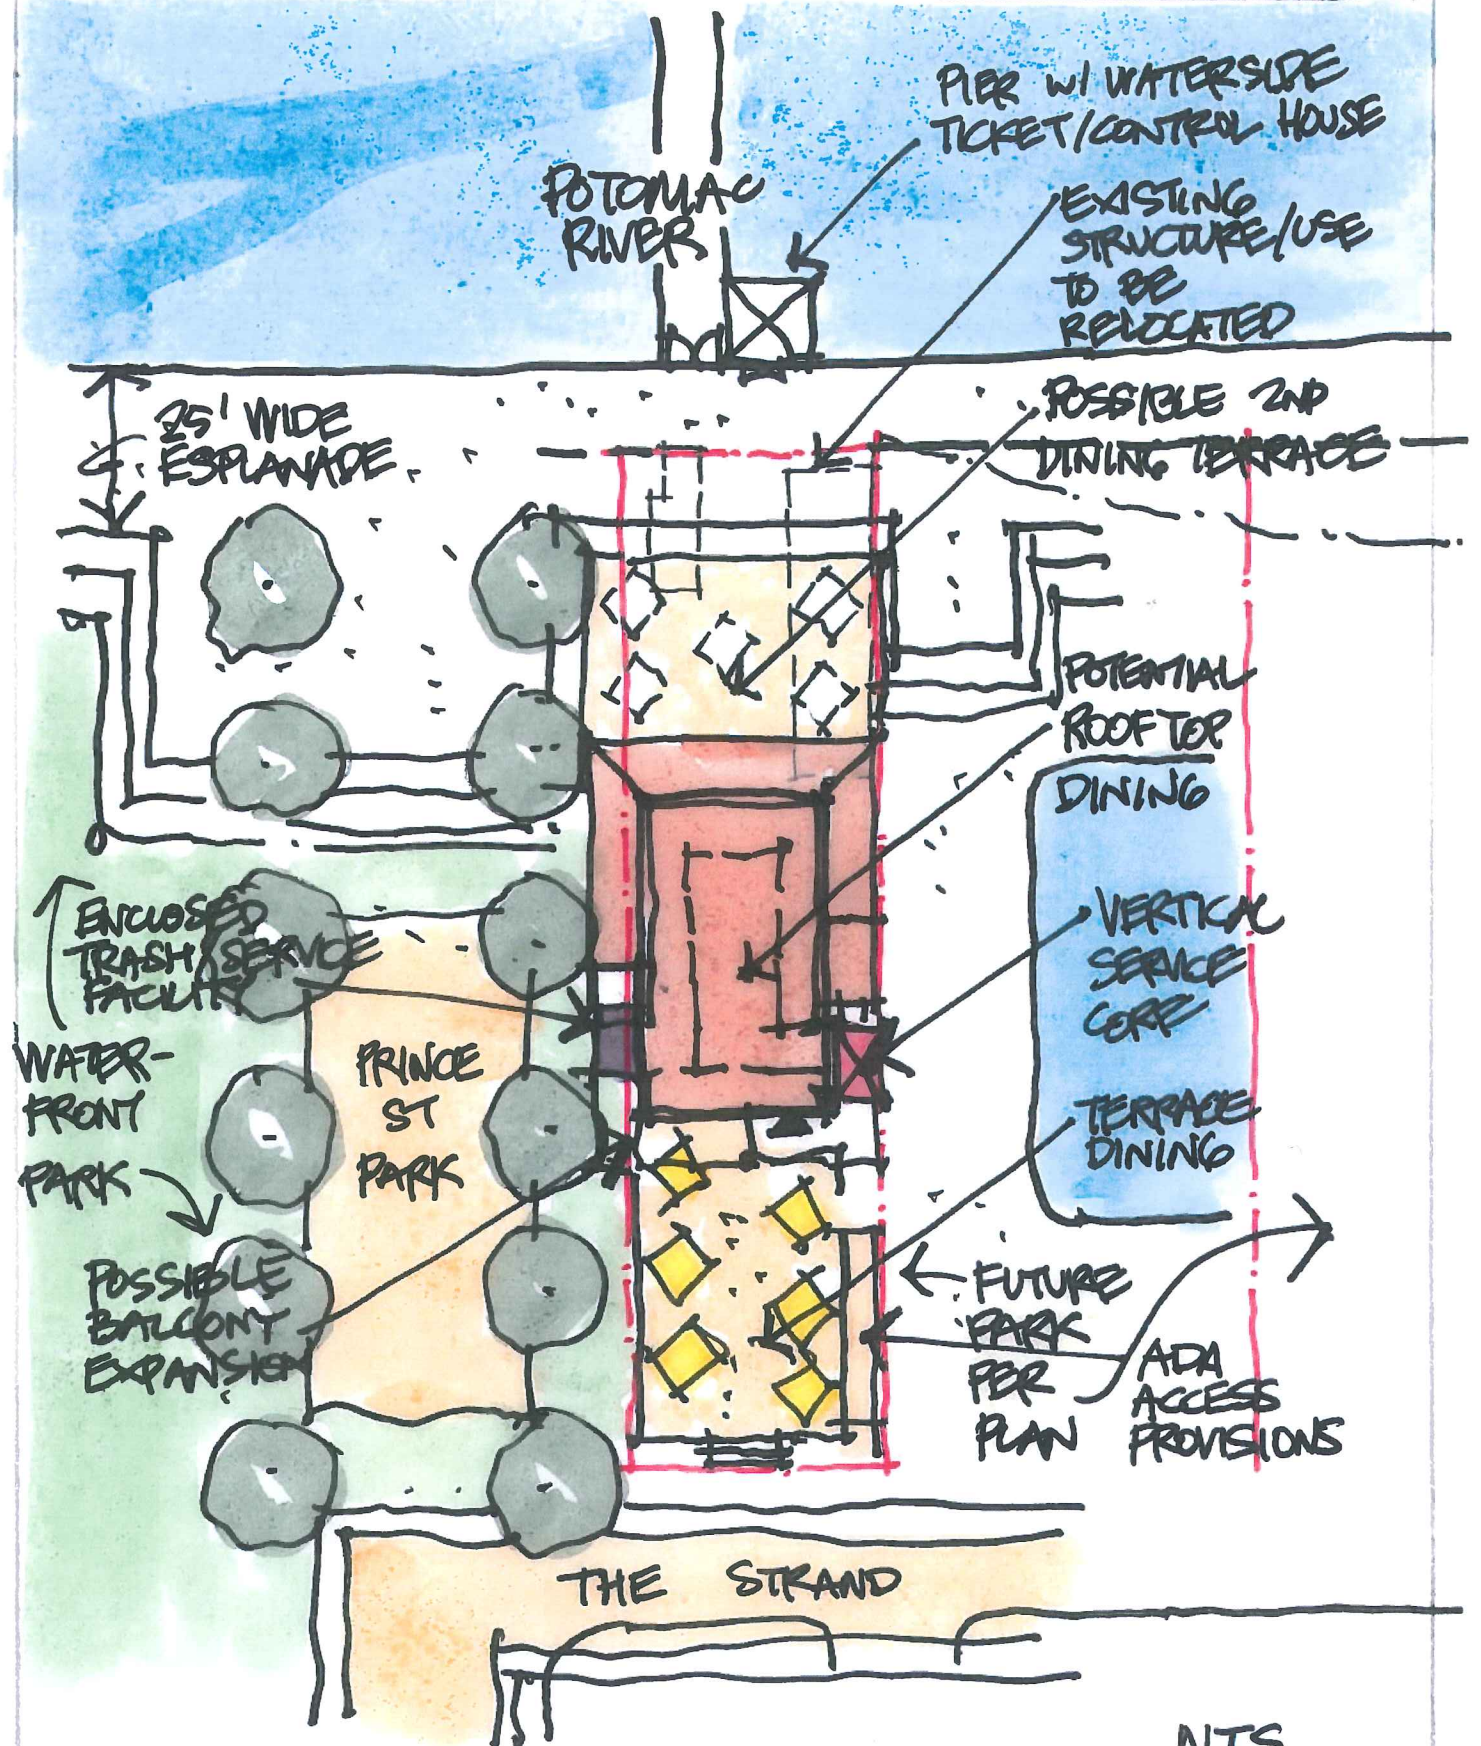 PIER W/ WATERSIDE
TICKET/CONTROL HOUSE
POTOMAC
RIVER
EXISTING
STRUCTURE/USE
TO BE
RELOCATED
25' WIDE
ESPLANADE
POSSIBLE 2ND
DINING TERRACE
POTENTIAL
ROOFTOP
DINING
ENCLOSED
TRASH/SERVICE
FACILITY
VERTICAL
SERVICE
CORE
WATER-
FRONT
PARK
PRINCE
ST
PARK
TERRACE
DINING
POSSIBLE
BALCONY
EXPANSION
FUTURE
PARK
PER
PLAN
ADA
ACCESS
PROVISIONS
THE STRAND
NTS